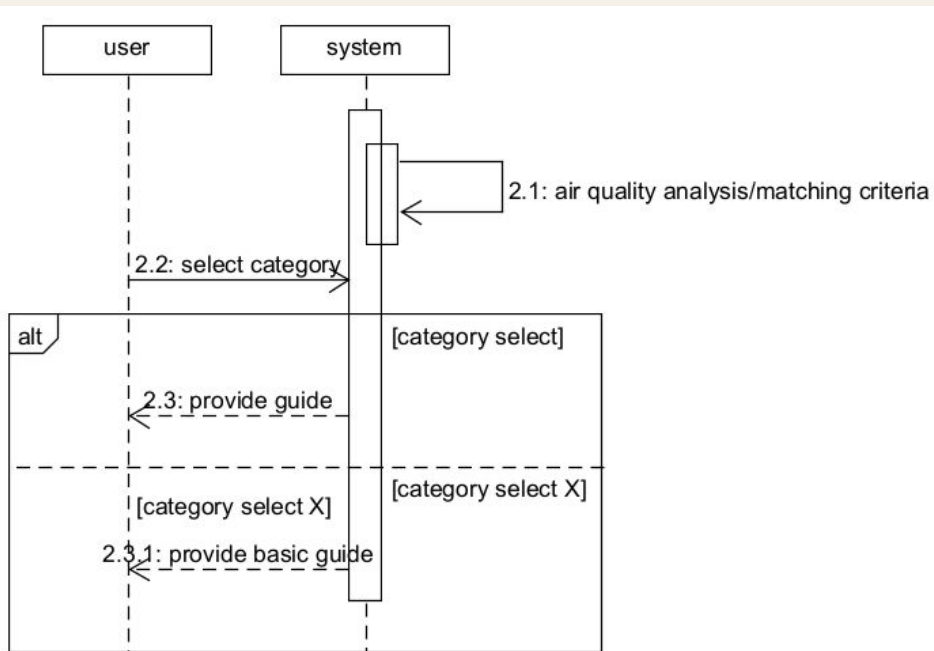 user
system
2.1: air quality analysis/matching criteria
2.2: select category
alt
[category select]
2.3: provide guide
[category select X]
[category select X]
2.3.1: provide basic guide